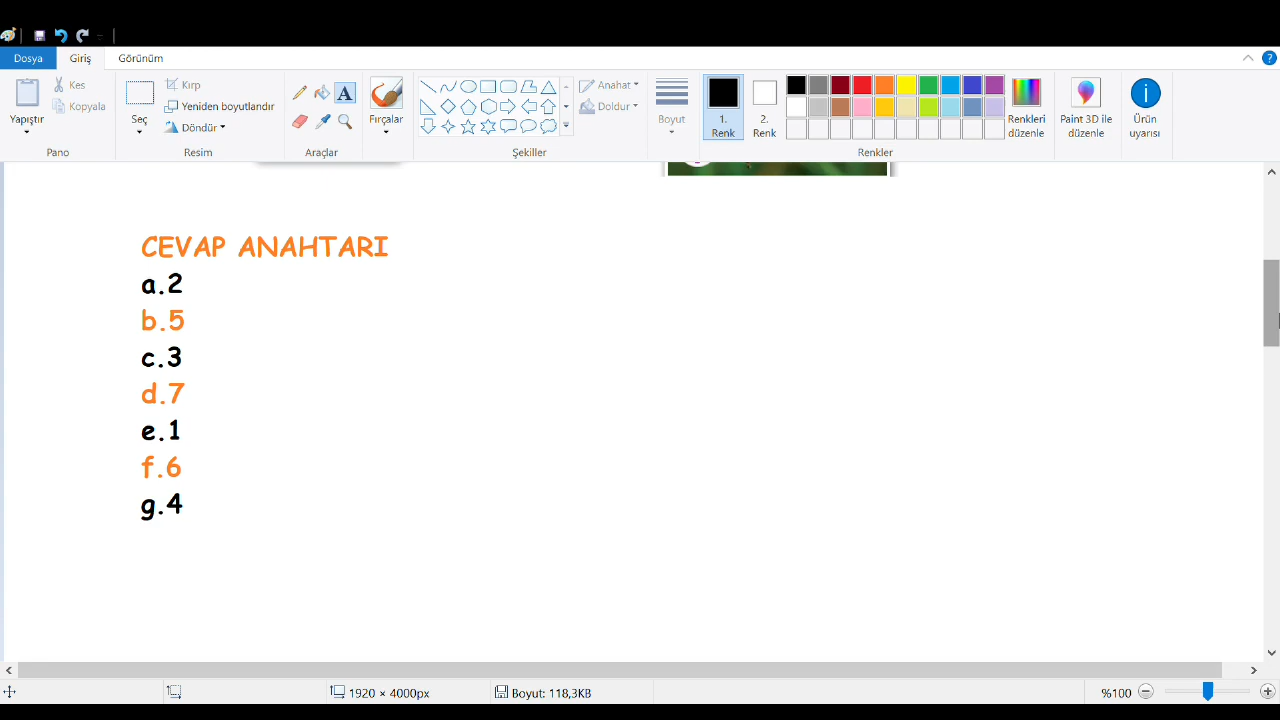 Dosya
Giriş
Görünüm
Yapıştır
Kes
Kopyala
Pano
Seç
Kırp
Yeniden boyutlandır
Döndür
Resim
A
Araçlar
Fırçalar
Şekiller
Anahat
Doldur
Boyut
1. Renk
2. Renk
Renkleri düzenle
Renkler
Paint 3D ile düzenle
Ürün uyarısı
CEVAP ANAHTARI
a.2
b.5
c.3
d.7
e.1
f.6
g.4
1920 × 4000px
Boyut: 118,3KB
%100